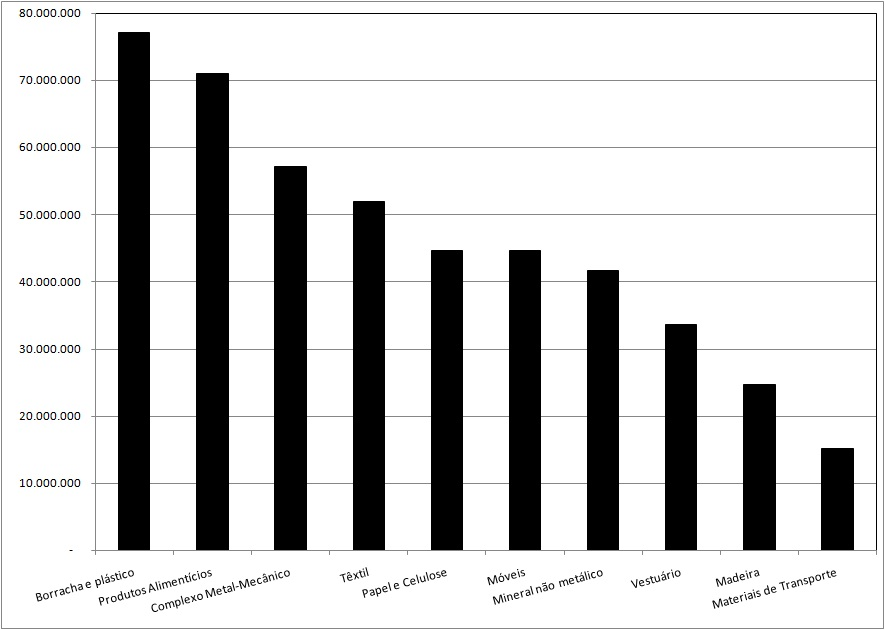 80.000.000
70.000.000
60.000.000
50.000.000
40.000.000
30.000.000
20.000.000
10.000.000
-
Borracha e plástico
Produtos Alimentícios
Complexo Metal-Mecânico
Têxtil
Papel e Celulose
Móveis
Mineral não metálico
Vestuário
Madeira
Materiais de Transporte